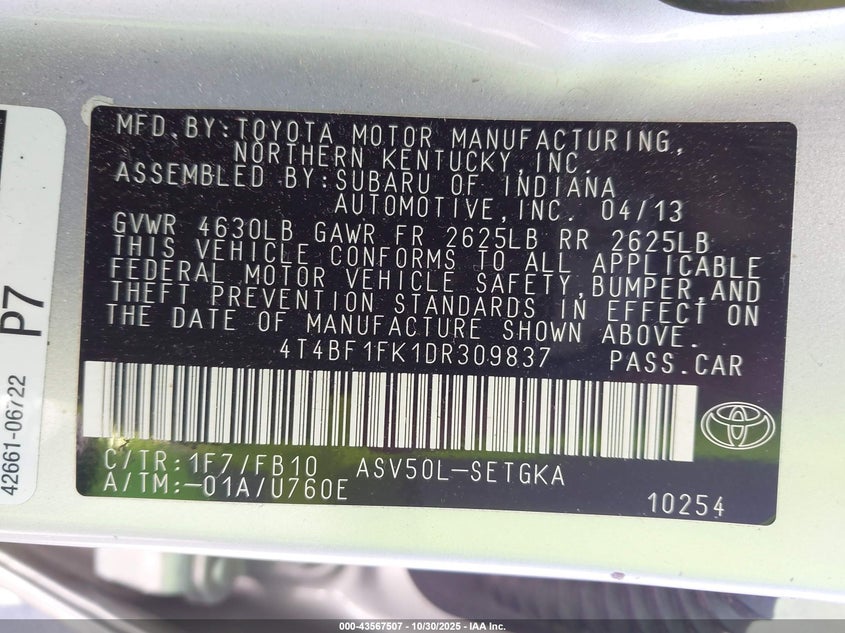 MFD.BY:TOYOTA MOTOR MANUFACTURING,
NORTHERN KENTUCKY,INC.
ASSEMBLED BY:SUBARU OF INDIANA
AUTOMOTIVE,INC. 04/13
GVWR 4630LB GAWR FR 2625LB RR 2625LB
THIS VEHICLE CONFORMS TO ALL APPLICABLE
FEDERAL MOTOR VEHICLE SAFETY,BUMPER,AND
THEFT PREVENTION STANDARDS IN EFFECT ON
THE DATE OF MANUFACTURE SHOWN ABOVE.
4T4BF1FK1DR309837 PASS.CAR
C/TR:1F7/FB10 ASV50L-SETGKA
A/TM:-01A/U760E 10254
P7
42661-06722
000-43567507 - 10/30/2025 - IAA Inc.